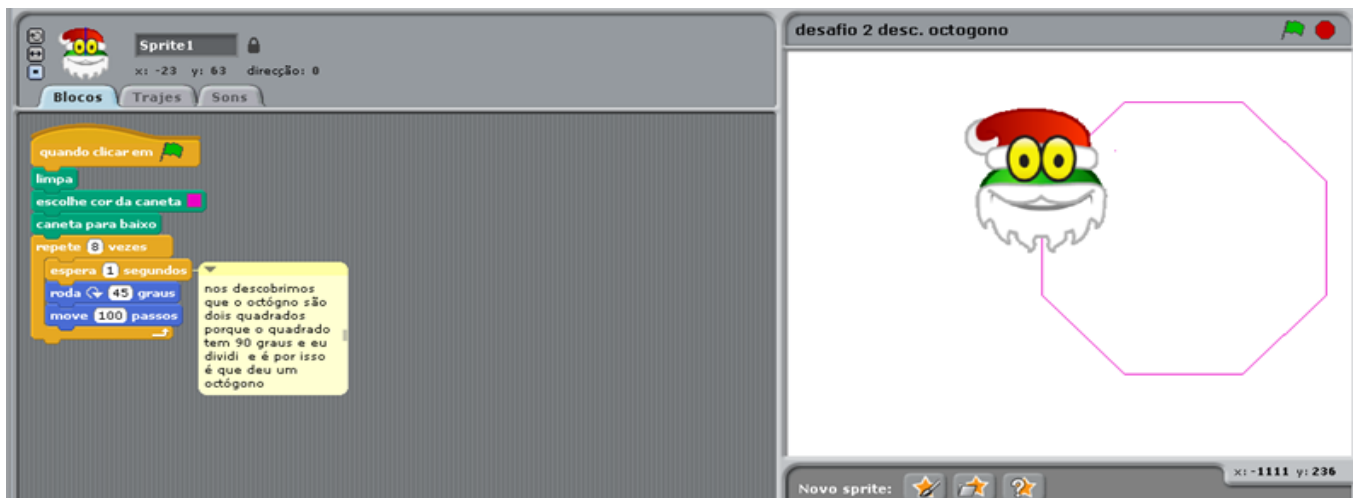 Sprite1
x: -23 y: 63 direcção: 0
Blocos Trajes Sons
quando clicar em
limpa
escolhe cor da caneta
caneta para baixo
repete 8 vezes
espera 1 segundos
roda 45 graus
move 100 passos
nos descobrimos
que o octógno são
dois quadrados
porque o quadrado
tem 90 graus e eu
dividi e é por isso
é que deu um
octógono
desafio 2 desc. octogono
x: -1111 y: 236
Novo sprite: